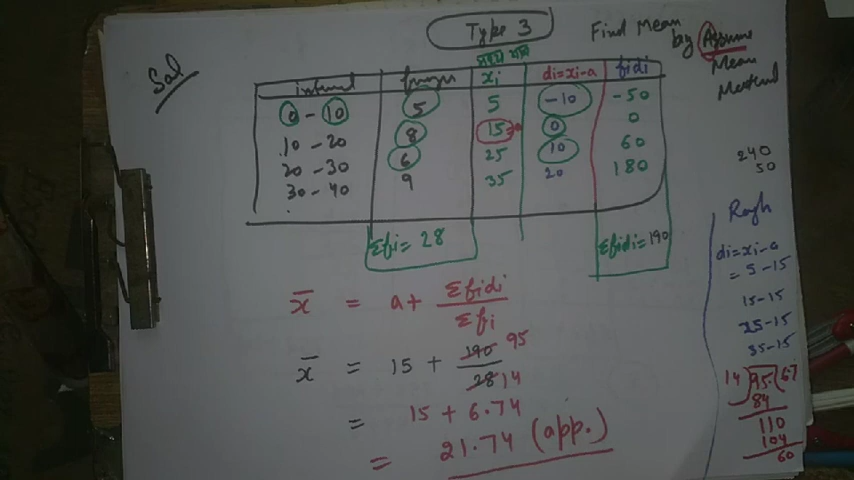 Type 3
Find Mean
by Assume
Mean
Method
Sol
xi di=xi-a fidi
0 - 10 5 5 -10 -50
10 - 20 8 15 0 0
20 - 30 6 25 10 60
30 - 40 9 35 20 180
Σfi = 28 Σfidi = 190
x̄ = a + Σfidi
Σfi
x̄ = 15 + 190 95
28 14
= 15 + 6.74
= 21.74 (app.)
240
50
Rogh
di=xi-a
= 5-15
15-15
25-15
35-15
14 95 6.7
84
110
104
60